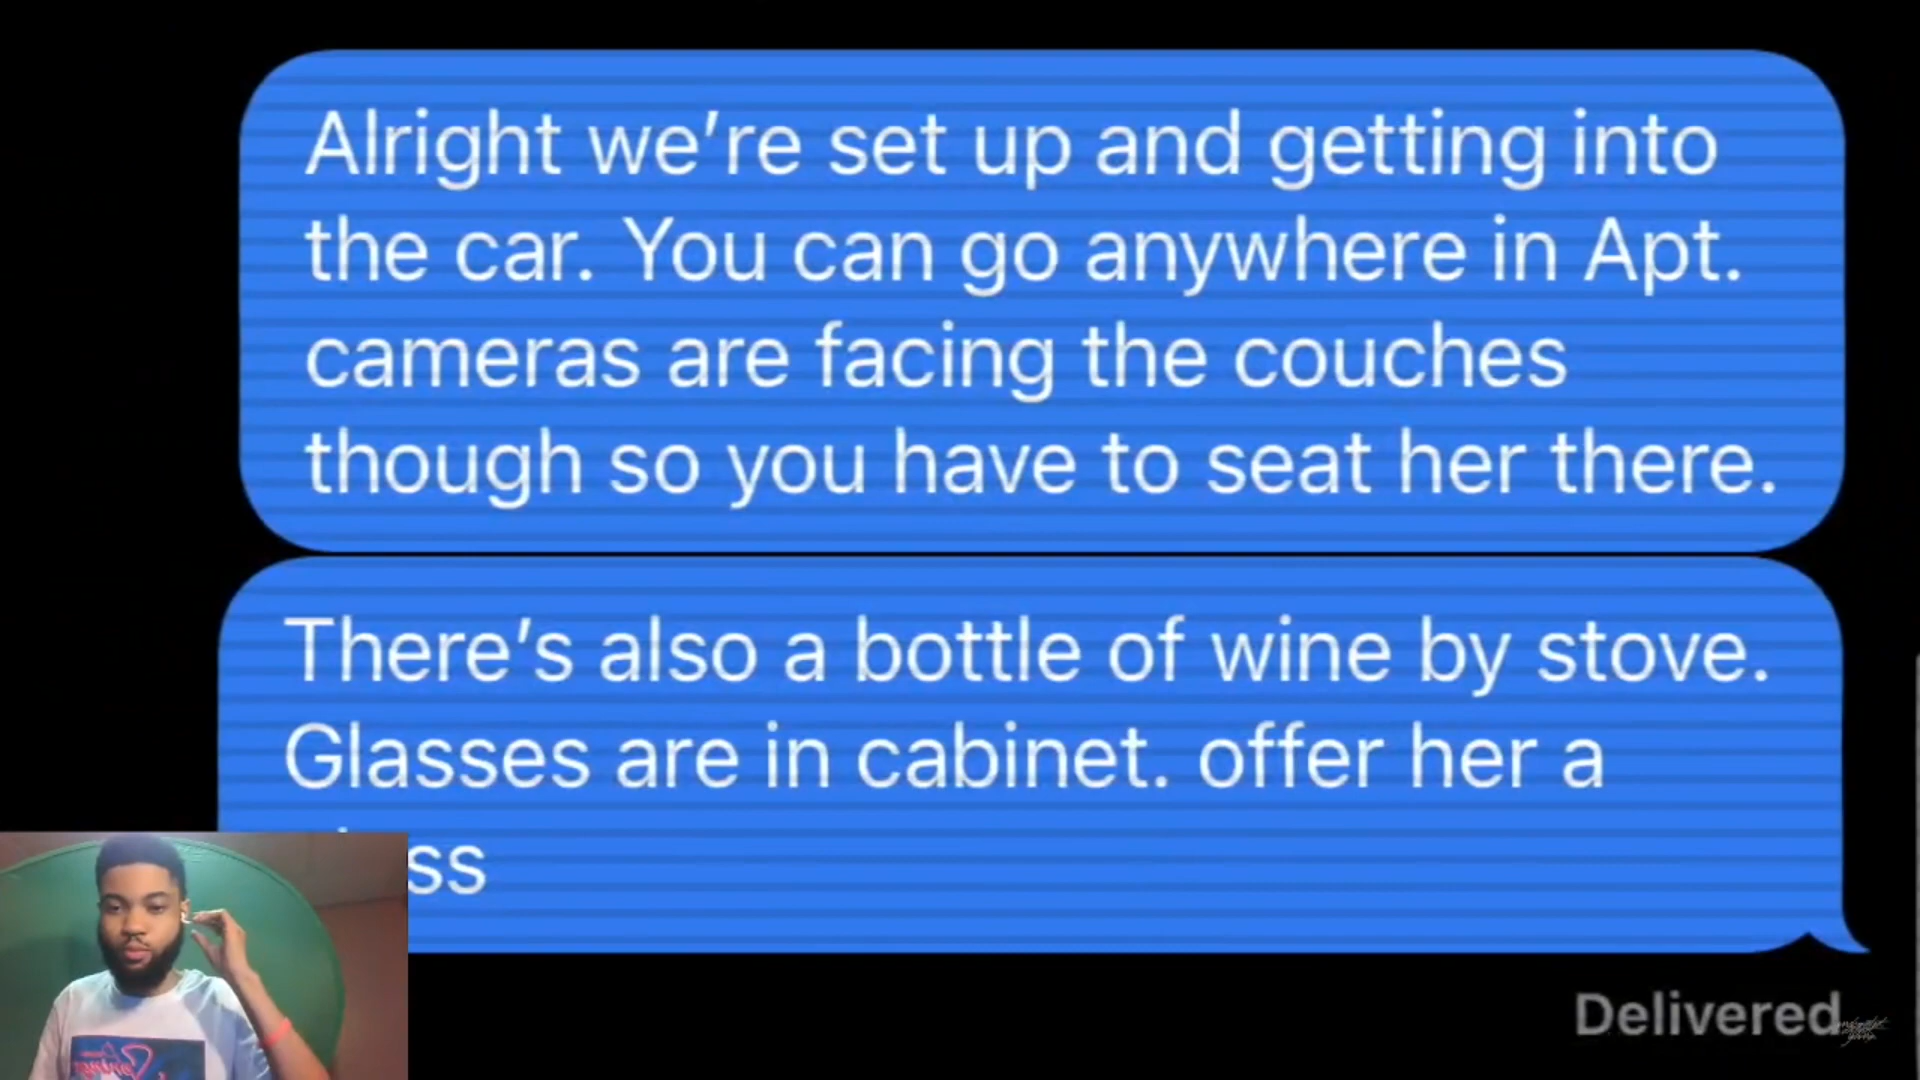 Alright we're set up and getting into
the car. You can go anywhere in Apt.
cameras are facing the couches
though so you have to seat her there.
There's also a bottle of wine by stove.
Glasses are in cabinet. offer her a
Delivered